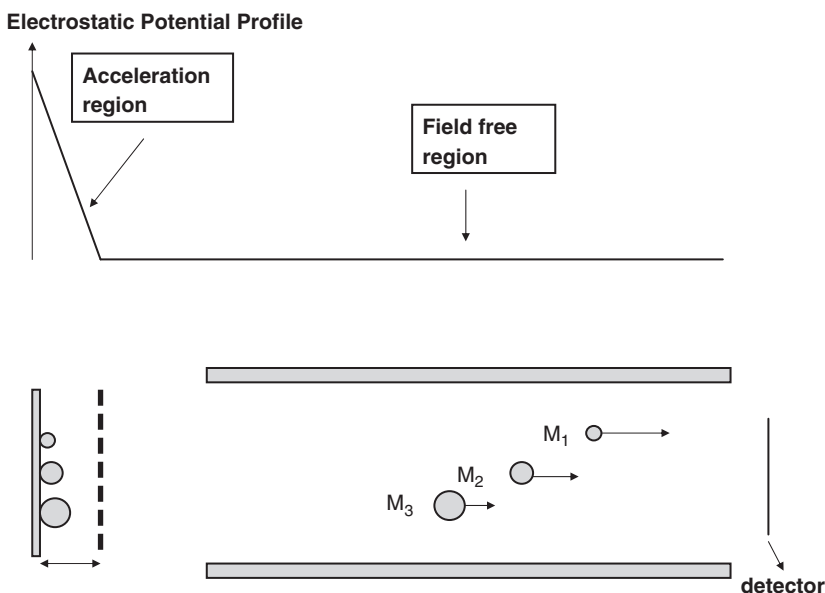 Electrostatic Potential Profile
Acceleration
region
Field free
region
M₁
M₂
M₃
detector